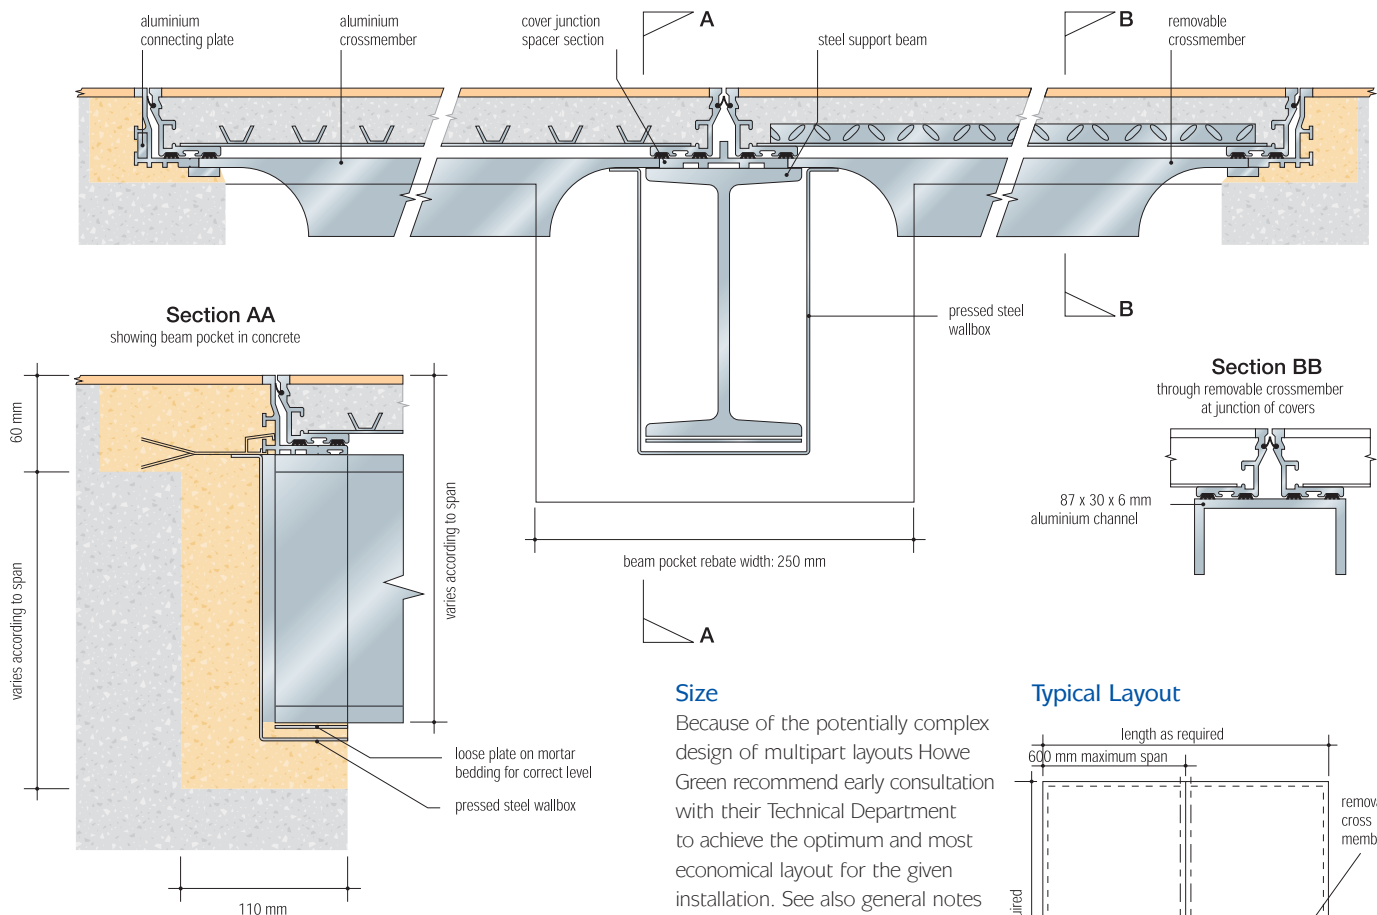 aluminium
connecting plate
aluminium
crossmember
cover junction
spacer section
A
steel support beam
B
removable
crossmember
pressed steel
wallbox
B
Section AA
showing beam pocket in concrete
60 mm
varies according to span
varies according to span
loose plate on mortar
bedding for correct level
pressed steel wallbox
110 mm
beam pocket rebate width: 250 mm
A
Section BB
through removable crossmember
at junction of covers
87 x 30 x 6 mm
aluminium channel
Size
Because of the potentially complex
design of multipart layouts Howe
Green recommend early consultation
with their Technical Department
to achieve the optimum and most
economical layout for the given
installation. See also general notes
Typical Layout
length as required
600 mm maximum span
cross